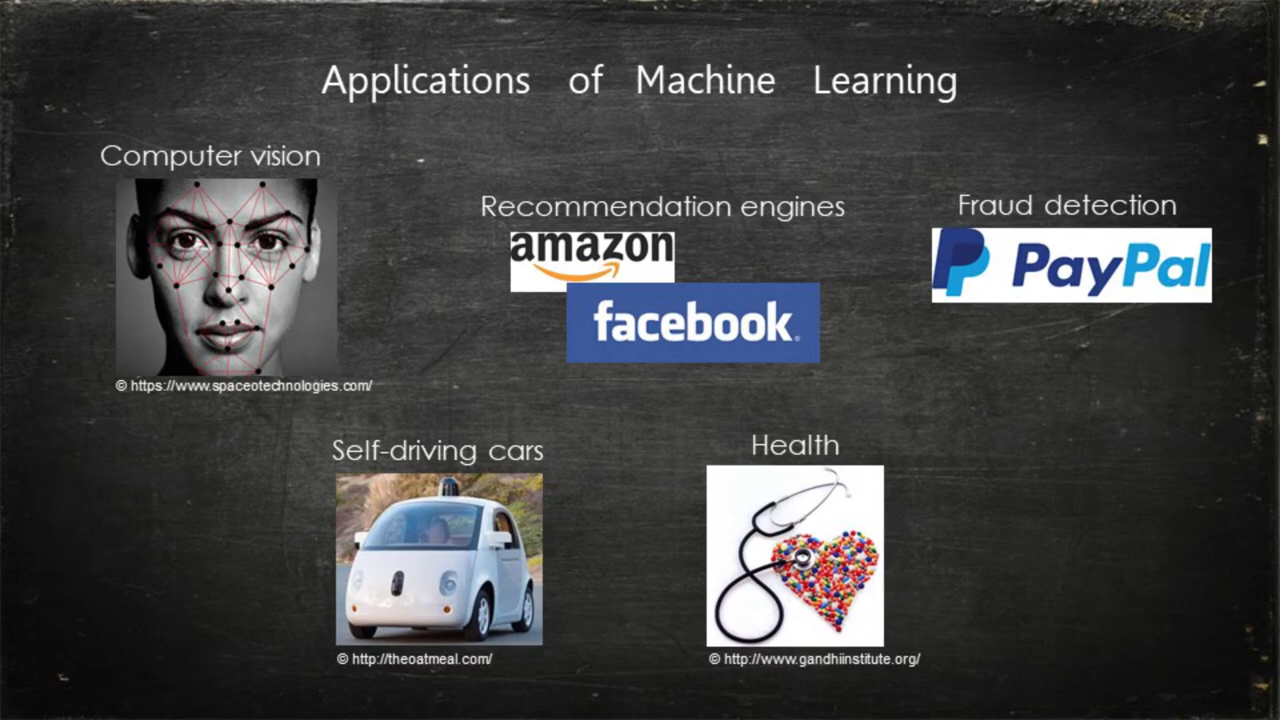 Applications of Machine Learning
Computer vision
© https://www.spaceotechnologies.com/
Recommendation engines
amazon
facebook
Fraud detection
PayPal
Self-driving cars
© http://theoatmeal.com/
Health
© http://www.gandhiinstitute.org/